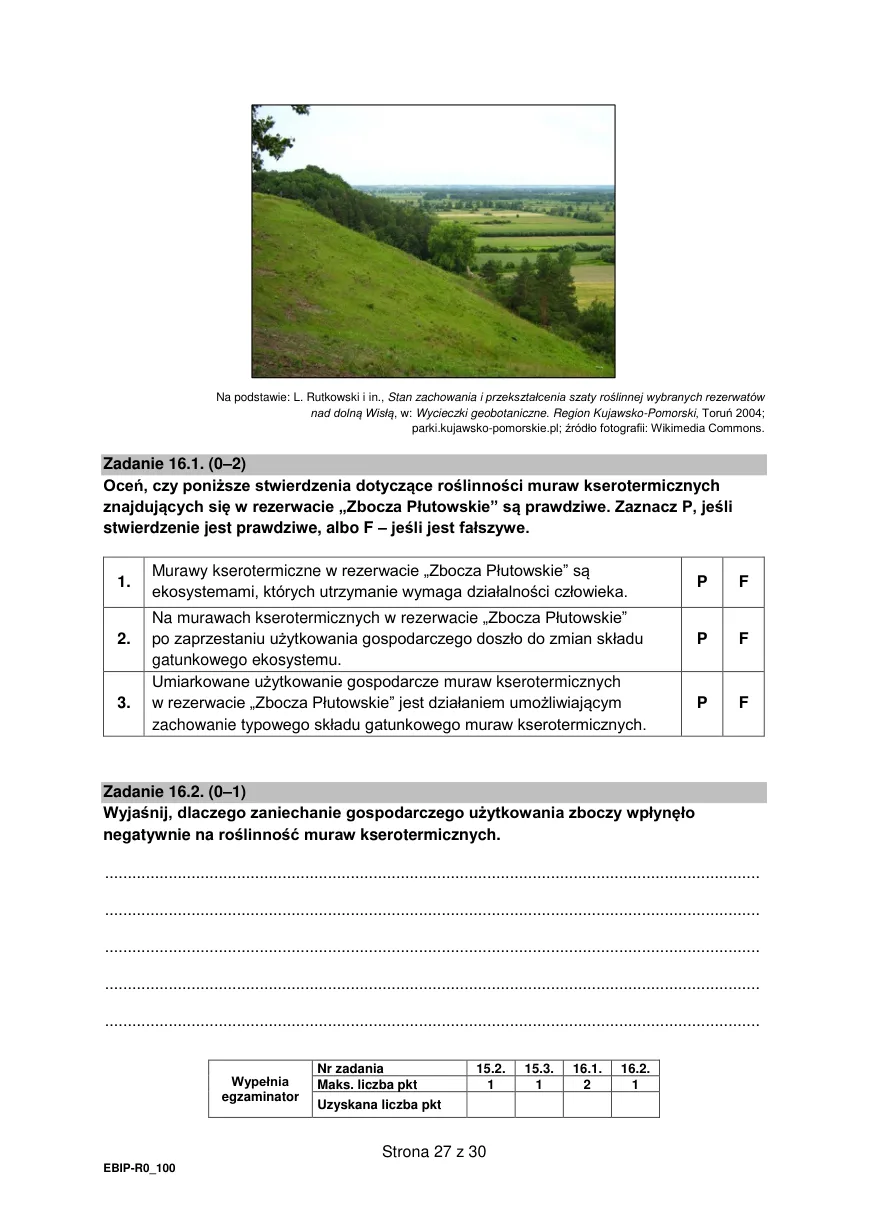 Na podstawie: L. Rutkowski i in., Stan zachowania i przekształcenia szaty roślinnej wybranych rezerwatów
nad dolną Wisłą, w: Wycieczki geobotaniczne. Region Kujawsko-Pomorski, Toruń 2004;
parki.kujawsko-pomorskie.pl; źródło fotografii: Wikimedia Commons.
Zadanie 16.1. (0–2)
Oceń, czy poniższe stwierdzenia dotyczące roślinności muraw kserotermicznych
znajdujących się w rezerwacie „Zbocza Płutowskie” są prawdziwe. Zaznacz P, jeśli
stwierdzenie jest prawdziwe, albo F – jeśli jest fałszywe.
1. Murawy kserotermiczne w rezerwacie „Zbocza Płutowskie” są
ekosystemami, których utrzymanie wymaga działalności człowieka. P F
2. Na murawach kserotermicznych w rezerwacie „Zbocza Płutowskie”
po zaprzestaniu użytkowania gospodarczego doszło do zmian składu
gatunkowego ekosystemu. P F
3. Umiarkowane użytkowanie gospodarcze muraw kserotermicznych
w rezerwacie „Zbocza Płutowskie” jest działaniem umożliwiającym
zachowanie typowego składu gatunkowego muraw kserotermicznych. P F
Zadanie 16.2. (0–1)
Wyjaśnij, dlaczego zaniechanie gospodarczego użytkowania zboczy wpłynęło
negatywnie na roślinność muraw kserotermicznych.
Wypełnia
egzaminator
Nr zadania 15.2. 15.3. 16.1. 16.2.
Maks. liczba pkt 1 1 2 1
Uzyskana liczba pkt
Strona 27 z 30
EBIP-R0_100